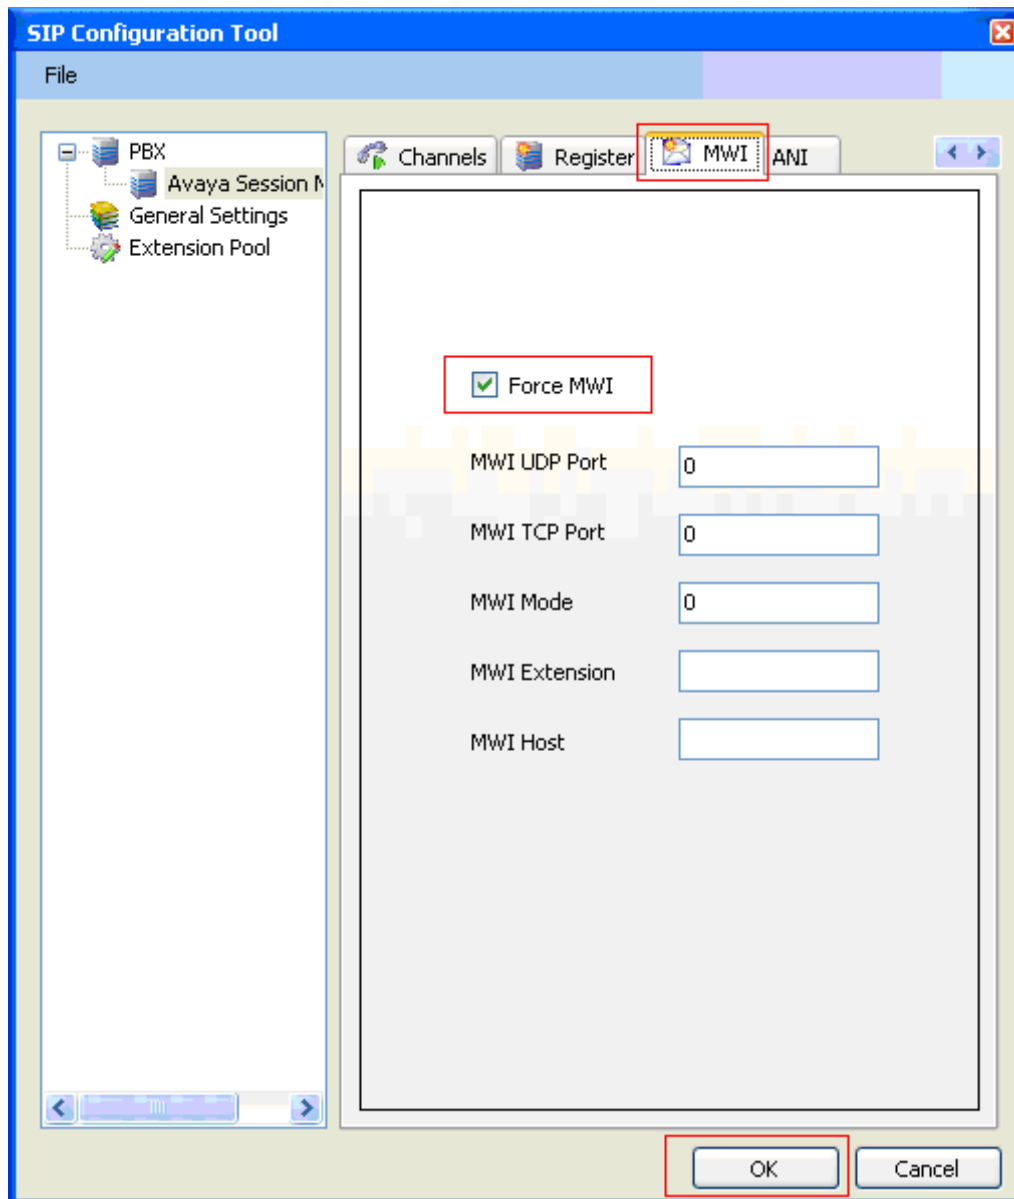 SIP Configuration Tool
File
PBX
Avaya Session
General Settings
Extension Pool
Channels
Register
MWI
ANI
Force MWI
MWI UDP Port
0
MWI TCP Port
0
MWI Mode
0
MWI Extension
MWI Host
OK
Cancel